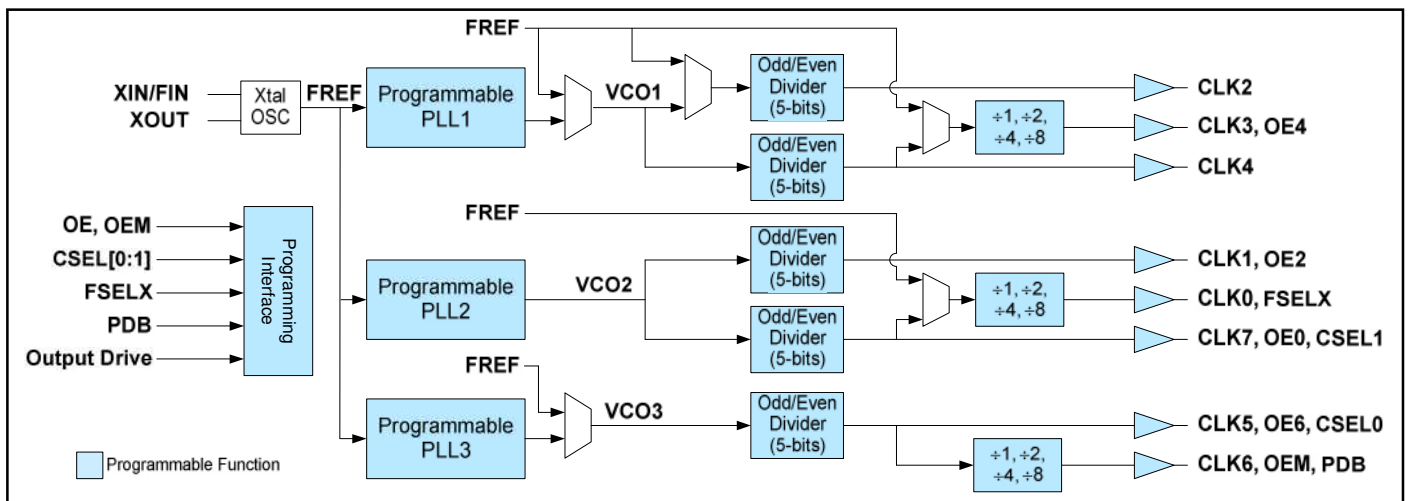 FREF
XIN/FIN
XOUT
Xtal
OSC
FREF
Programmable
PLL1
VCO1
Odd/Even
Divider
(5-bits)
CLK2
÷1, ÷2,
÷4, ÷8
CLK3, OE4
Odd/Even
Divider
(5-bits)
CLK4
OE, OEM
CSEL[0:1]
FSELX
PDB
Output Drive
Programming
Interface
FREF
Programmable
PLL2
VCO2
Odd/Even
Divider
(5-bits)
CLK1, OE2
÷1, ÷2,
÷4, ÷8
CLK0, FSELX
Odd/Even
Divider
(5-bits)
CLK7, OE0, CSEL1
FREF
Programmable
PLL3
VCO3
Odd/Even
Divider
(5-bits)
CLK5, OE6, CSEL0
÷1, ÷2,
÷4, ÷8
CLK6, OEM, PDB
Programmable Function